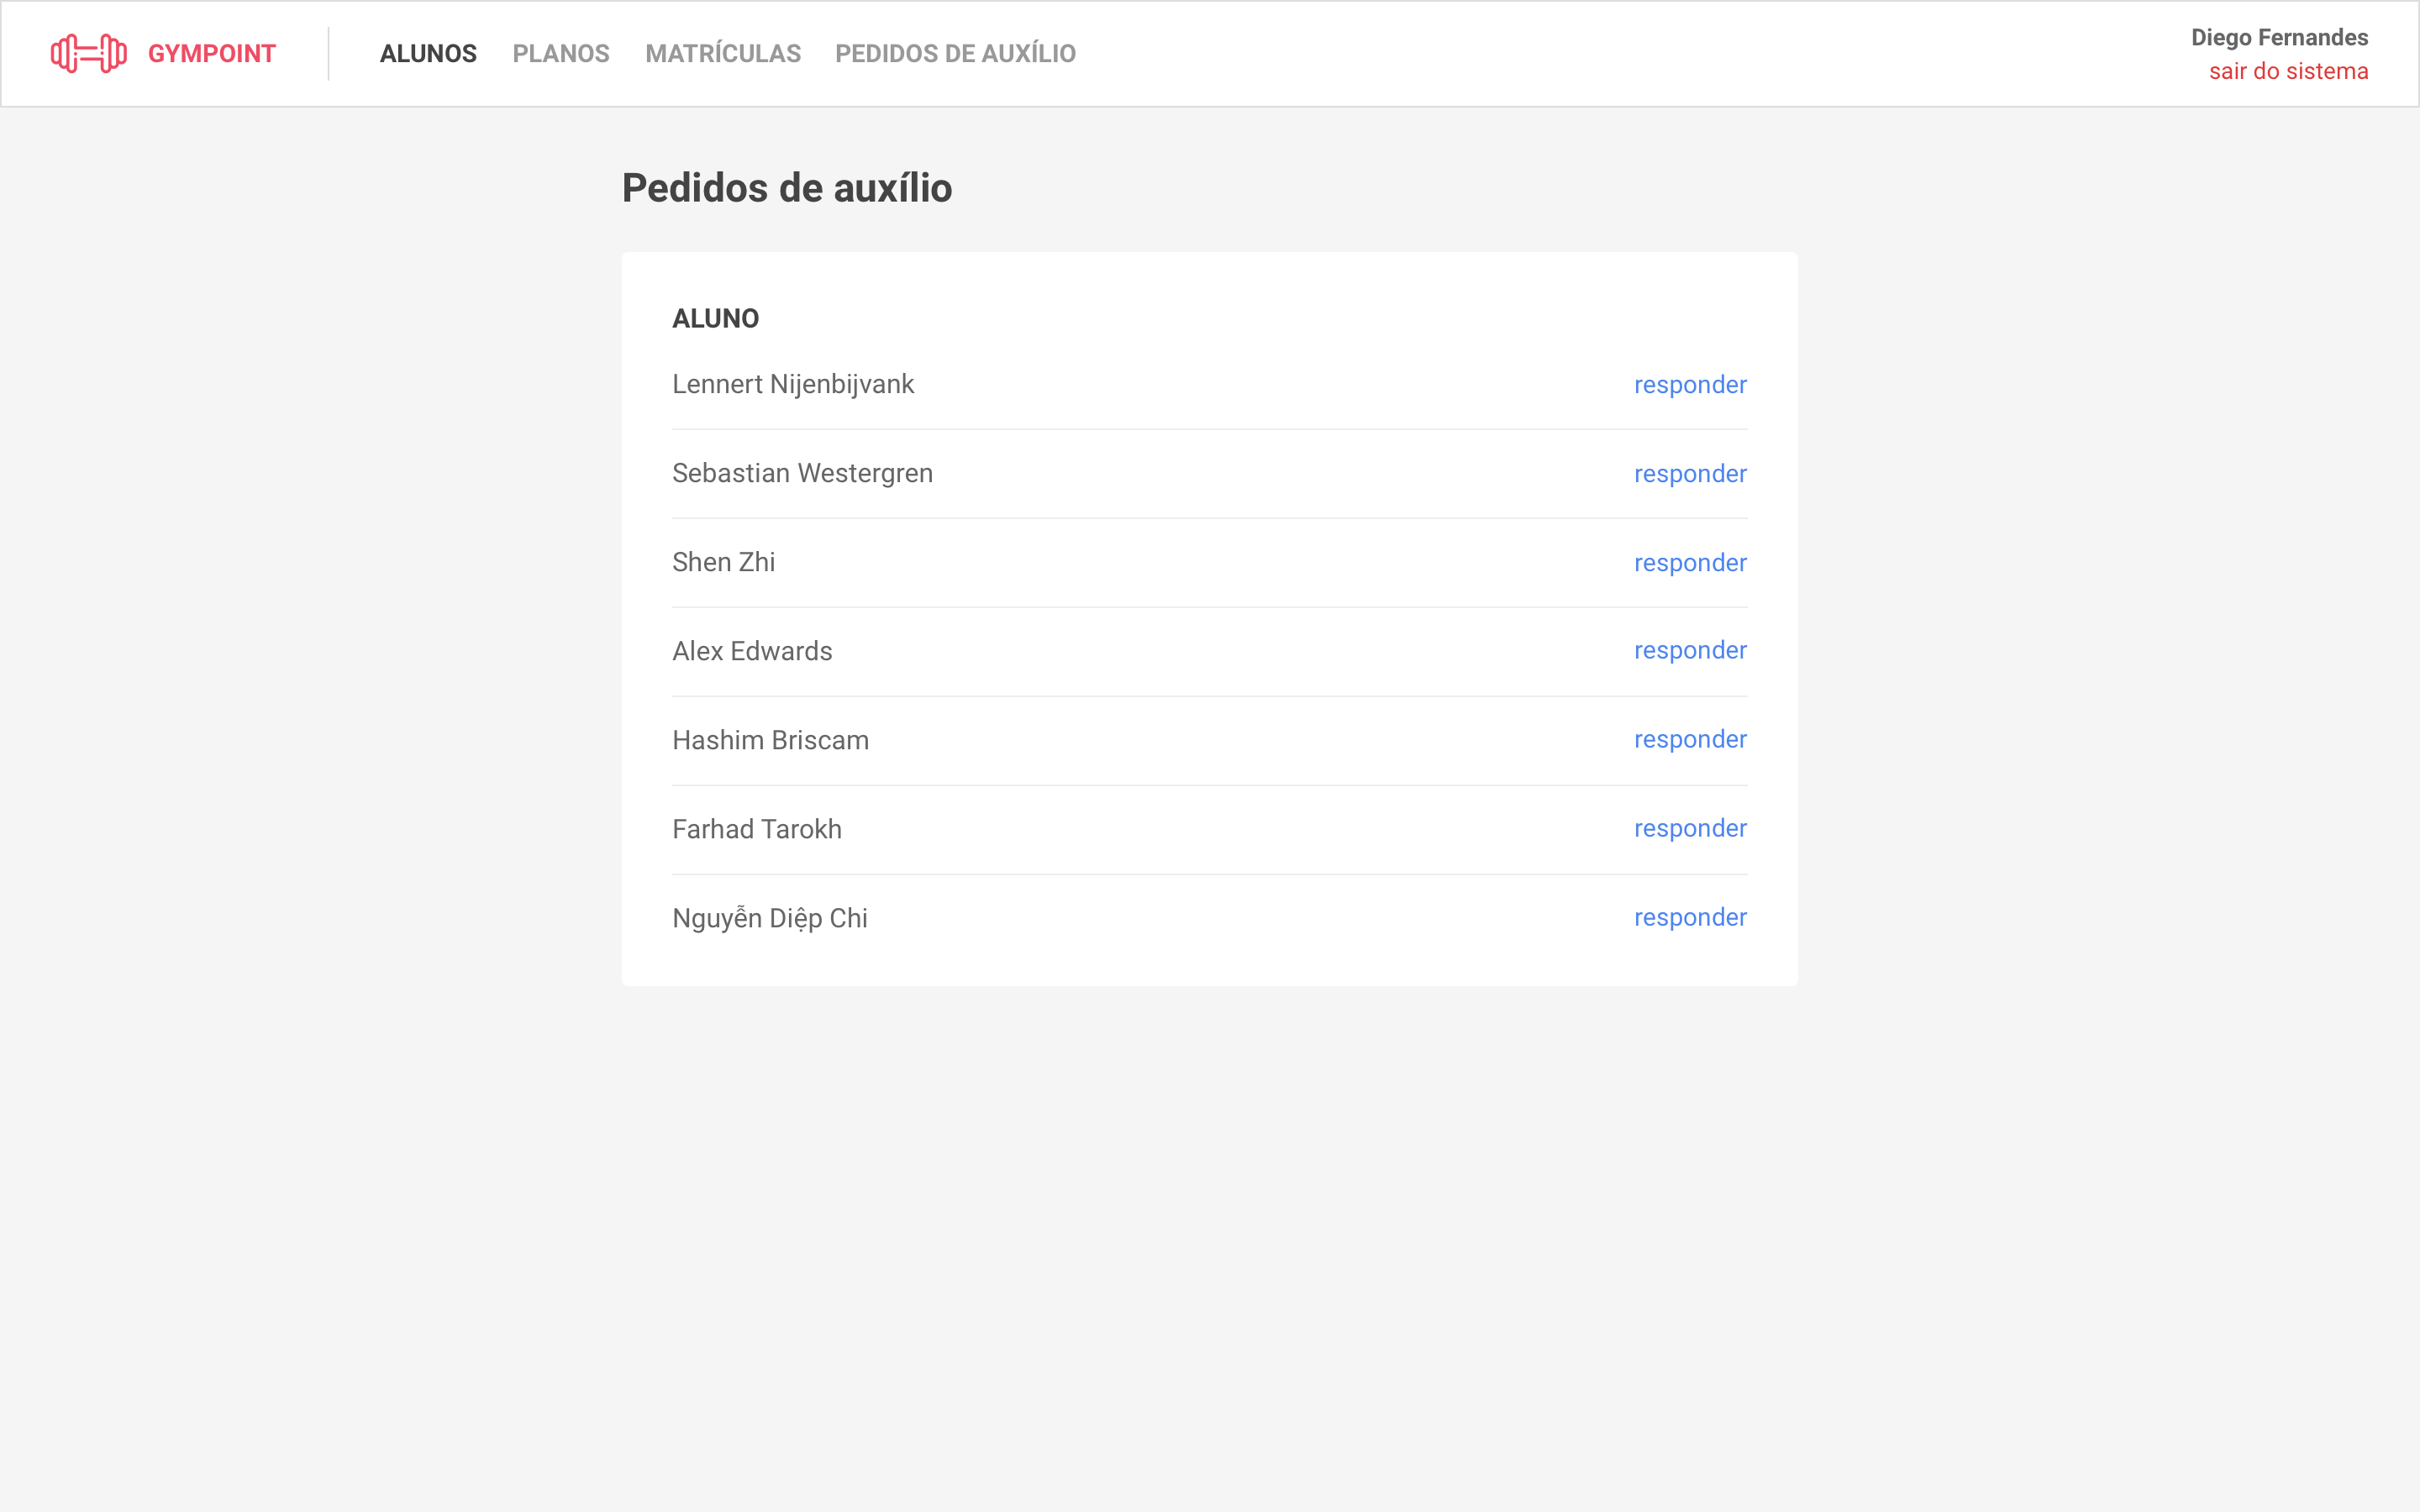 GYMPOINT
ALUNOS PLANOS MATRÍCULAS PEDIDOS DE AUXÍLIO
Diego Fernandes
sair do sistema
Pedidos de auxílio
ALUNO
Lennert Nijenbijvank responder
Sebastian Westergren responder
Shen Zhi responder
Alex Edwards responder
Hashim Briscam responder
Farhad Tarokh responder
Nguyễn Diệp Chi responder